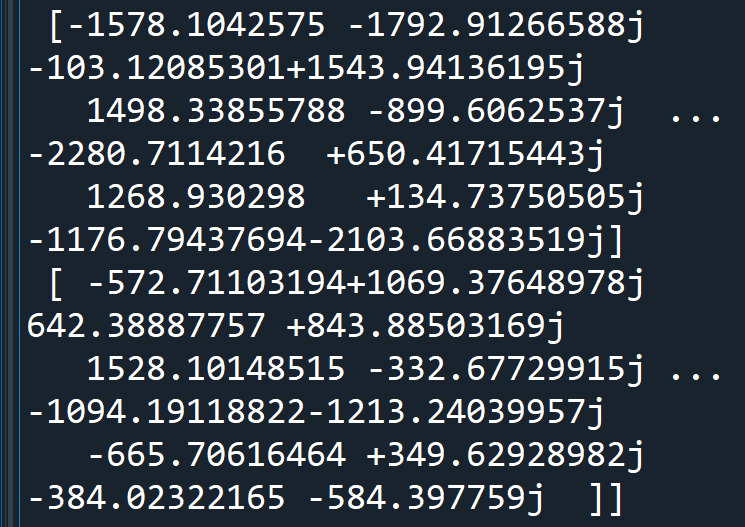 [-1578.1042575 -1792.91266588j
-103.12085301+1543.94136195j
1498.33855788 -899.6062537j ...
-2280.7114216 +650.41715443j
1268.930298 +134.73750505j
-1176.79437694-2103.66883519j]
[ -572.71103194+1069.37648978j
642.38887757 +843.88503169j
1528.10148515 -332.67729915j ...
-1094.19118822-1213.24039957j
-665.70616464 +349.62928982j
-384.02322165 -584.397759j ]]